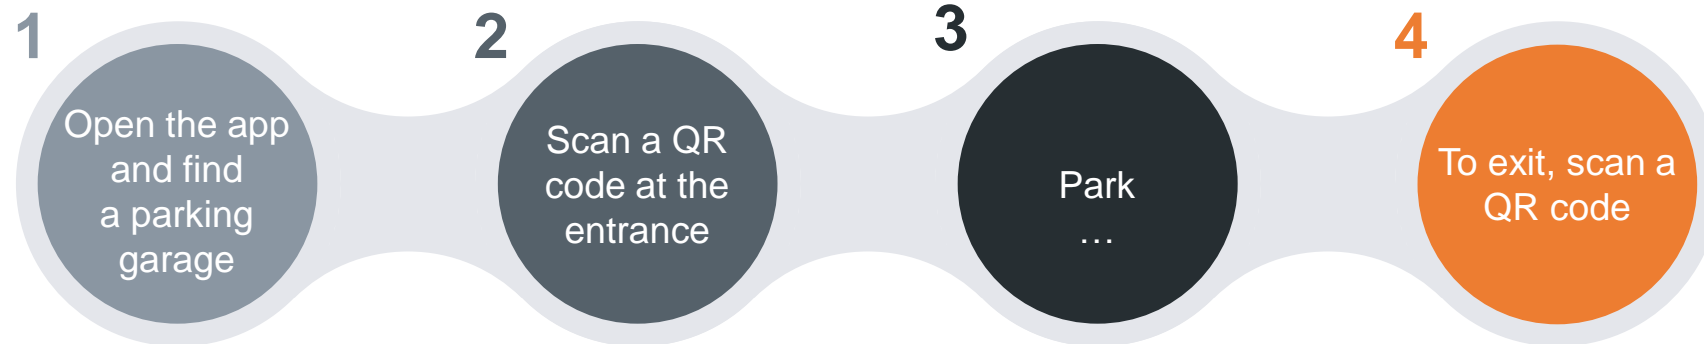 1
Open the app
and find
a parking
garage
2
Scan a QR
code at the
entrance
3
Park
…
4
To exit, scan a
QR code